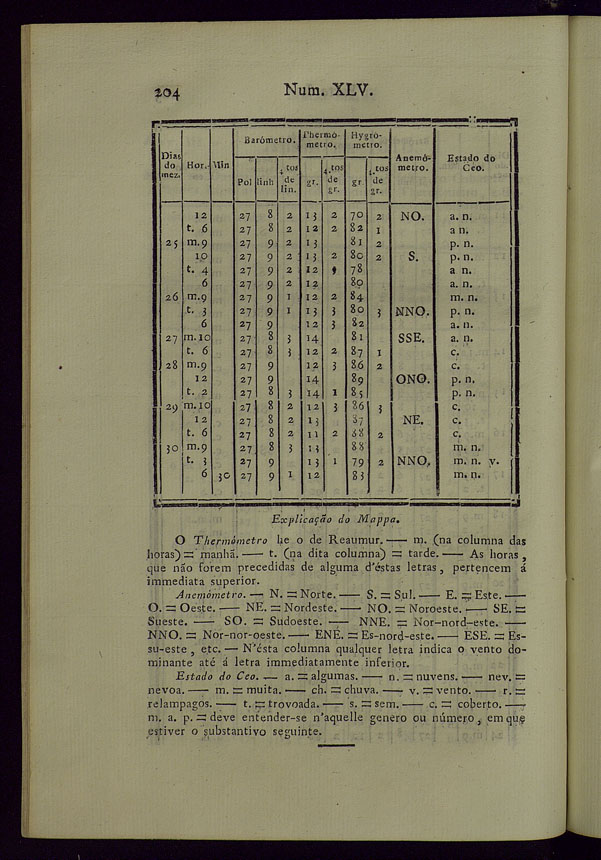 204 Num. XLV.
Dias do mez. Hor. Min Barómetro. Thermómetro. Hygrometro. Anemómetro. Estado do Ceo.
Pol linh 4.tos de lin. gr. 4.tos de gr. gr 4.tos de gr.
12 27 8 2 13 2 70 2 NO. a. n.
t. 6 27 8 2 12 2 82 1 a n.
25 m.9 27 9 2 13 81 2 p. n.
10 27 9 2 13 2 80 2 S. p. n.
t. 4 27 9 2 12 78 a n.
6 27 9 2 12 80 a. n.
26 m.9 27 9 1 12 2 84 m. n.
t. 3 27 9 1 13 3 80 3 NNO. p. n.
6 27 9 12 3 82 a. n.
27 m.10 27 8 3 14 81 SSE. a. n.
t. 6 27 8 3 12 2 87 1 c.
28 m.9 27 9 12 3 86 2 c.
12 27 9 14 89 ONO. p. n.
t. 2 27 8 3 14 1 85 p. n.
29 m.10 27 8 2 12 3 86 3 c.
12 27 8 2 13 87 NE. c.
t. 6 27 8 2 11 2 88 2 c.
30 m.9 27 8 3 13 88 m. n.
t. 3 27 9 13 1 79 2 NNO. m. n. v.
6 30 27 9 1 12 83 m. n.
Explicação do Mappa.
O Thermómetro he o de Reaumur. — m. (na columna das
horas) = manhã. — t. (na dita columna) = tarde. — As horas,
que não forem precedidas de alguma d'éstas letras, pertencem á
immediata superior.
Anemómetro. — N. = Norte. — S. = Sul. — E. = Este. —
O. = Oeste. — NE. = Nordeste. — NO. = Noroeste. — SE. =
Sueste. — SO. = Sudoeste. — NNE. = Nor-nord-este. —
NNO. = Nor-nor-oeste. — ENE. = Es-nord-este. — ESE. = Es-
su-este, etc. — N'ésta columna qualquer letra indica o vento do-
minante até á letra immediatamente inferior.
Estado do Ceo. — a. = algumas. — n. = nuvens. — nev. =
nevoa. — m. = muita. — ch. = chuva. — v. = vento. — r. =
relampagos. — t. = trovoada. — s. = sem. — c. = coberto. —
m. a. p. = deve entender-se n'aquelle genero ou número, em que
estiver o substantivo seguinte.